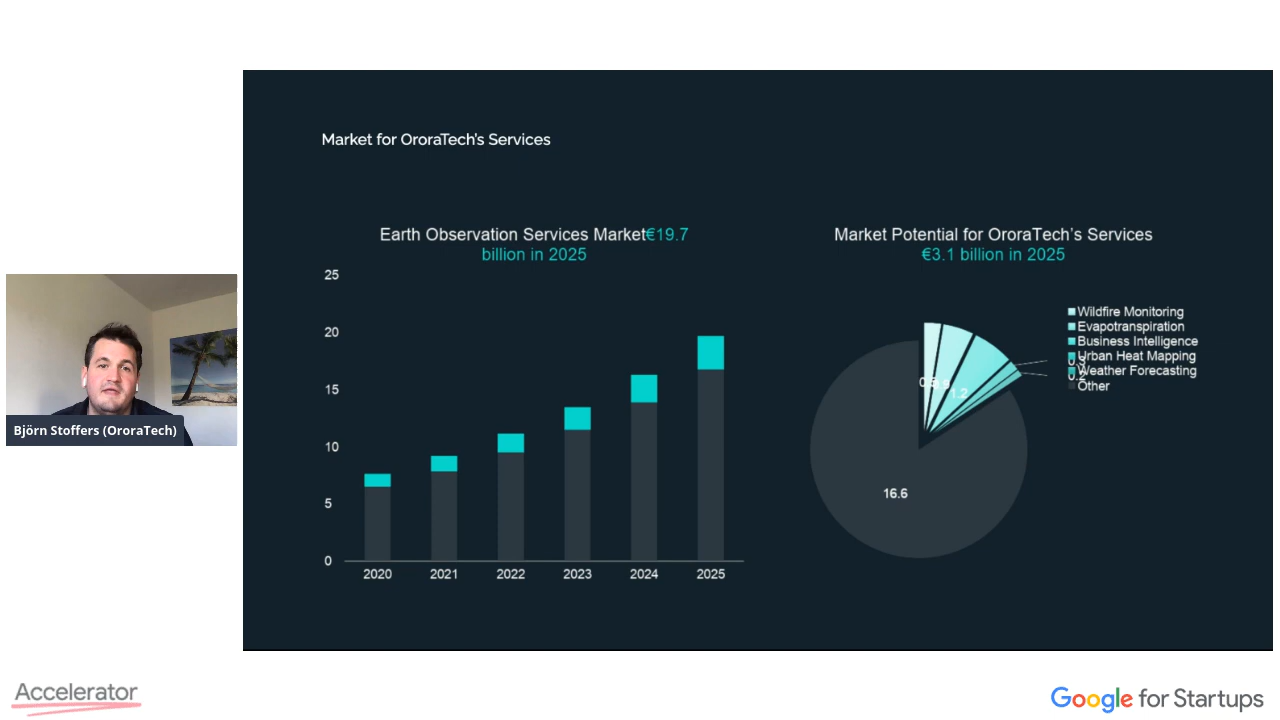 Market for OroraTech's Services
Earth Observation Services Market€19.7
billion in 2025
25
20
15
10
5
0
2020
2021
2022
2023
2024
2025
Market Potential for OroraTech's Services
€3.1 billion in 2025
Wildfire Monitoring
Evapotranspiration
Business Intelligence
Urban Heat Mapping
Weather Forecasting
Other
1.2
16.6
Björn Stoffers (OroraTech)
Accelerator
Google for Startups